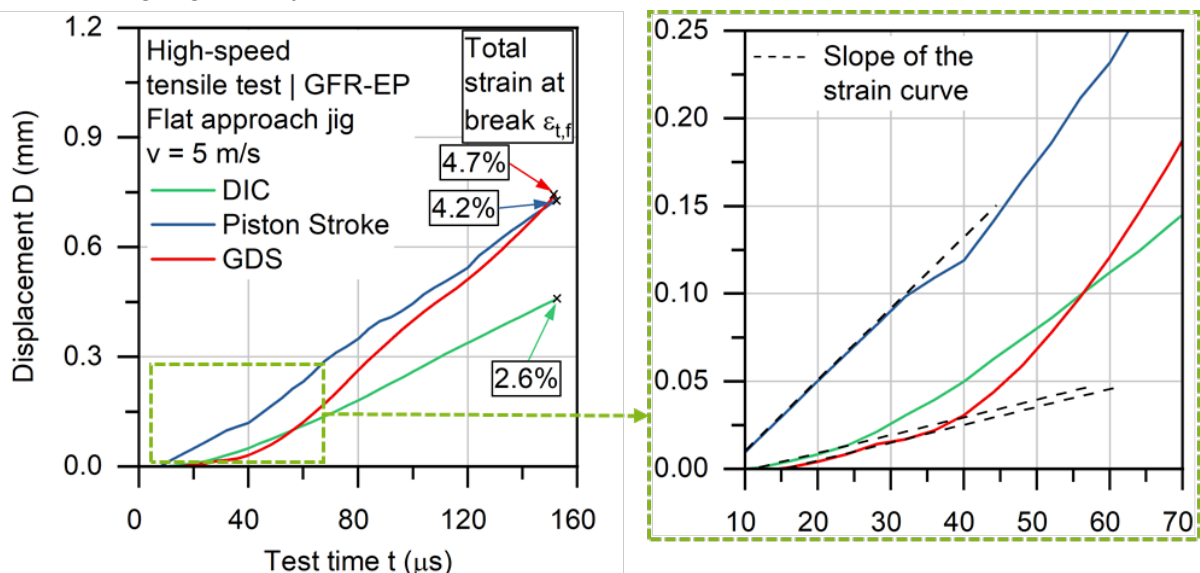 1.2
0.9
0.6
0.3
0.0
Displacement D (mm)
High-speed
tensile test | GFR-EP
Flat approach jig
v = 5 m/s
DIC
Piston Stroke
GDS
Total
strain at
break εt,f
4.7%
4.2%
2.6%
0 40 80 120 160
Test time t (µs)
0.25
0.20
0.15
0.10
0.05
0.00
Slope of the
strain curve
10 20 30 40 50 60 70